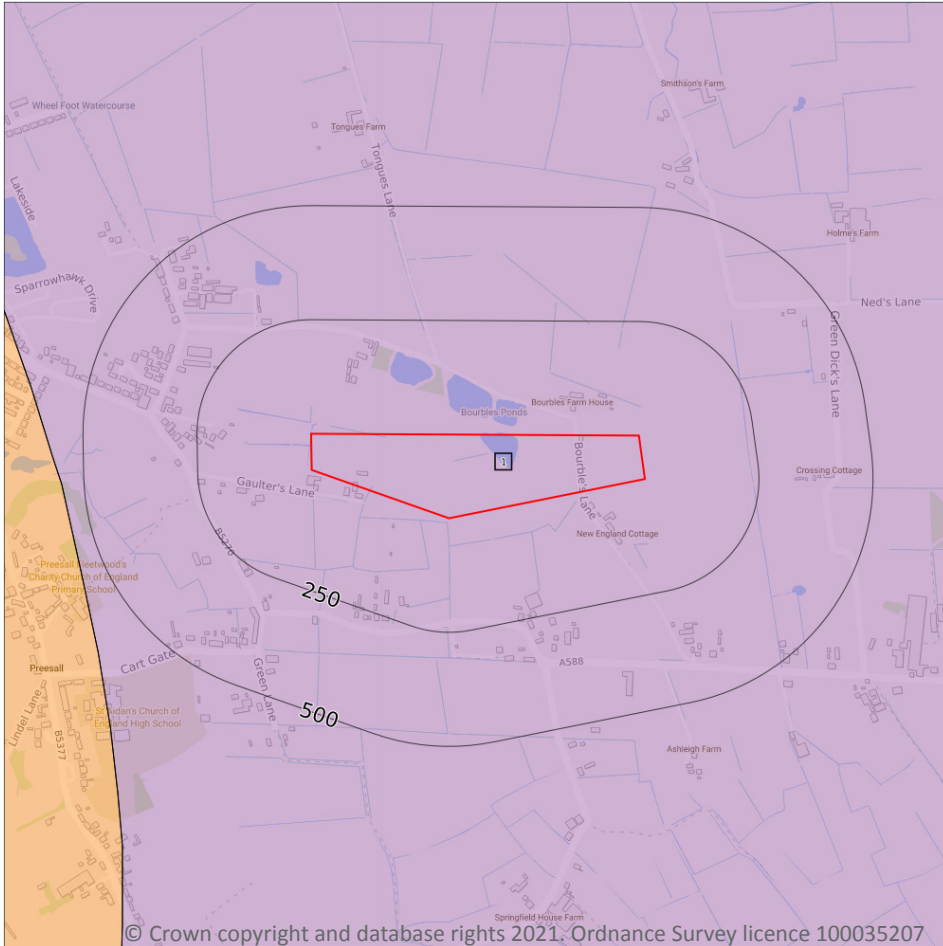 Smithson's Farm
Wheel Foot Watercourse
Tongues Farm
Tongues Lane
Lakeside
Holme's Farm
Sparrowhawk Drive
Ned's Lane
Green Dick's Lane
Bourbles Farm House
Bourbles Ponds
1
Bourble's Lane
Crossing Cottage
Gaulter's Lane
B5270
New England Cottage
Preesall Fleetwood's
Charity Church of England
Primary School
250
Preesall
Cart Gate
A588
Green Lane
Lindel Lane
B5377
St Aidan's Church of
England High School
500
Ashleigh Farm
Springfield House Farm
© Crown copyright and database rights 2021. Ordnance Survey licence 100035207